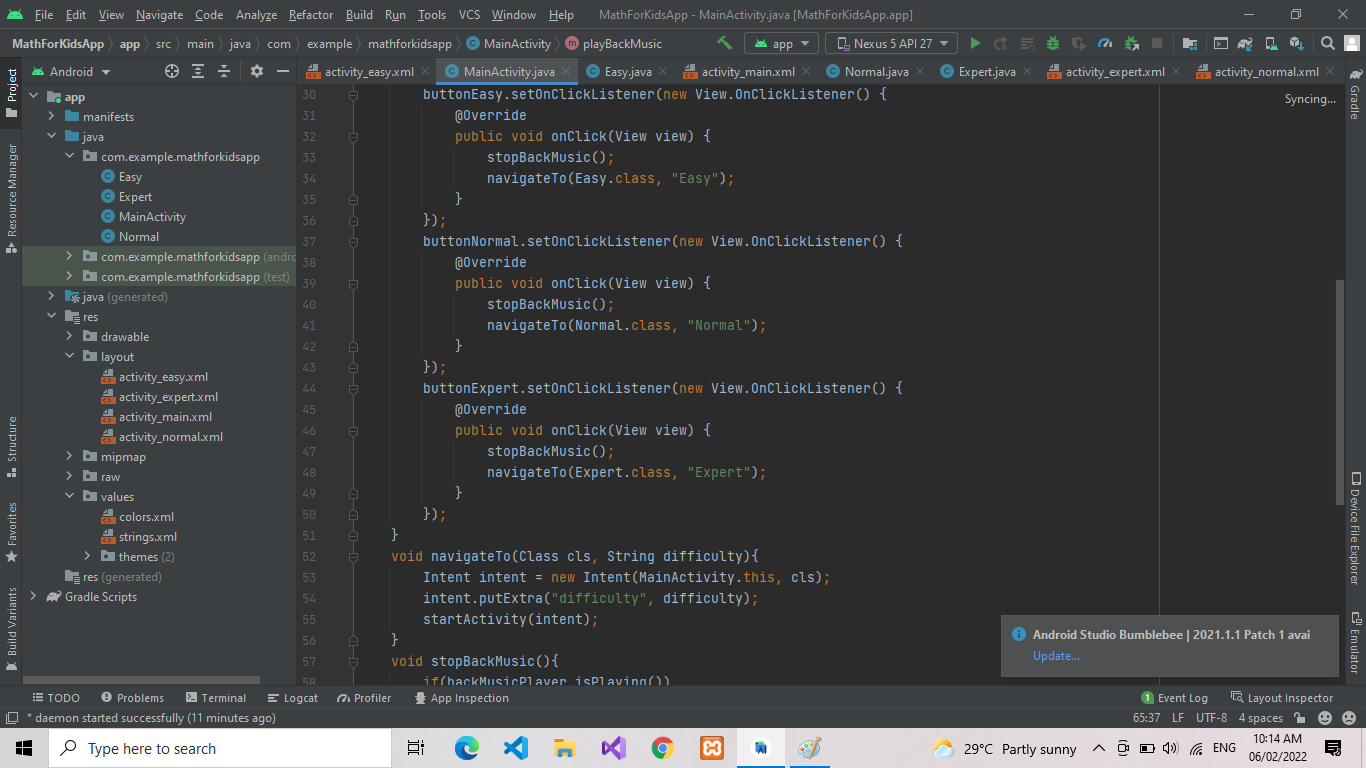 File Edit View Navigate Code Analyze Refactor Build Run Tools VCS Window Help MathForKidsApp - MainActivity.java [MathForKidsApp.app]
MathForKidsApp app src main java com example mathforkidsapp MainActivity playBackMusic app Nexus 5 API 27
Project
Android
activity_easy.xml MainActivity.java Easy.java activity_main.xml Normal.java Expert.java activity_expert.xml activity_normal.xml
Gradle
Resource Manager
Structure
Favorites
Build Variants
app
manifests
java
com.example.mathforkidsapp
Easy
Expert
MainActivity
Normal
com.example.mathforkidsapp (andro
com.example.mathforkidsapp (test)
java (generated)
res
drawable
layout
activity_easy.xml
activity_expert.xml
activity_main.xml
activity_normal.xml
mipmap
raw
values
colors.xml
strings.xml
themes (2)
res (generated)
Gradle Scripts
Syncing...
30 buttonEasy.setOnClickListener(new View.OnClickListener() {
31 @Override
32 public void onClick(View view) {
33 stopBackMusic();
34 navigateTo(Easy.class, "Easy");
35 }
36 });
37 buttonNormal.setOnClickListener(new View.OnClickListener() {
38 @Override
39 public void onClick(View view) {
40 stopBackMusic();
41 navigateTo(Normal.class, "Normal");
42 }
43 });
44 buttonExpert.setOnClickListener(new View.OnClickListener() {
45 @Override
46 public void onClick(View view) {
47 stopBackMusic();
48 navigateTo(Expert.class, "Expert");
49 }
50 });
51 }
52 void navigateTo(Class cls, String difficulty){
53 Intent intent = new Intent(MainActivity.this, cls);
54 intent.putExtra("difficulty", difficulty);
55 startActivity(intent);
56 }
57 void stopBackMusic(){
58 if(backMusicPlayer.isPlaying())
Device File Explorer
Emulator
Android Studio Bumblebee | 2021.1.1 Patch 1 avai
Update...
TODO Problems Terminal Logcat Profiler App Inspection 1 Event Log Layout Inspector
* daemon started successfully (11 minutes ago) 65:37 LF UTF-8 4 spaces
Type here to search
29°C Partly sunny ENG
10:14 AM
06/02/2022